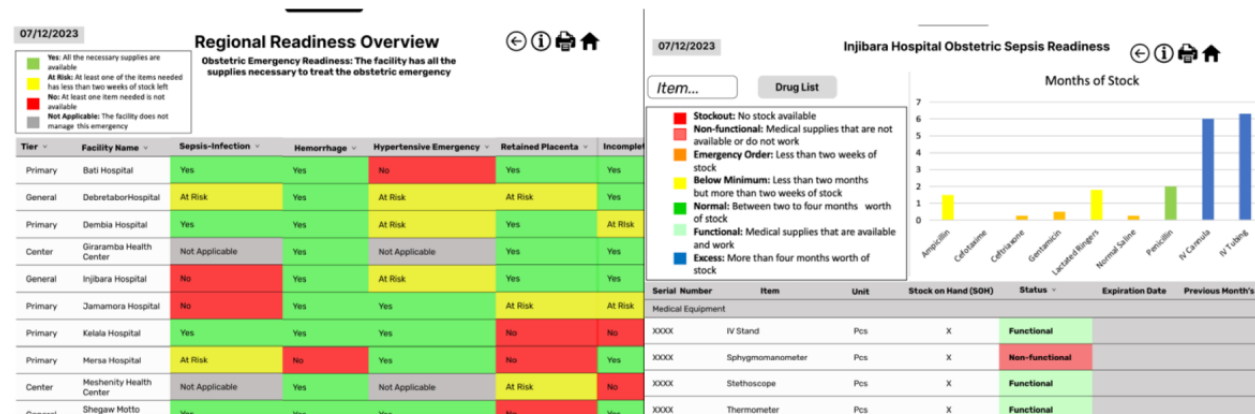 07/12/2023
Regional Readiness Overview
Obstetric Emergency Readiness: The facility has all the
supplies necessary to treat the obstetric emergency
Yes: All the necessary supplies are
available
At Risk: At least one of the items needed
has less than two weeks of stock left
No: At least one item needed is not
available
Not Applicable: The facility does not
manage this emergency
Tier Facility Name Sepsis-Infection Hemorrhage Hypertensive Emergency Retained Placenta Incomplet
Primary Bati Hospital Yes Yes No Yes Yes
General DebretaborHospital At Risk Yes At Risk At Risk Yes
Primary Dembia Hospital Yes Yes At Risk Yes At Risk
Center Giraramba Health Center Not Applicable Yes Not Applicable Yes Yes
General Injibara Hospital No Yes At Risk Yes Yes
Primary Jamamora Hospital No Yes Yes At Risk At Risk
Primary Kelala Hospital Yes Yes Yes No No
Primary Mersa Hospital At Risk No Yes No Yes
Center Meshenity Health Center Not Applicable Yes Not Applicable At Risk No
General Shegaw Motto Yes Yes Yes No Yes
07/12/2023
Injibara Hospital Obstetric Sepsis Readiness
Item...
Drug List
Stockout: No stock available
Non-functional: Medical supplies that are not
available or do not work
Emergency Order: Less than two weeks of
stock
Below Minimum: Less than two months
but more than two weeks of stock
Normal: Between two to four months worth
of stock
Functional: Medical supplies that are available
and work
Excess: More than four months worth of
stock
Months of Stock
7
6
5
4
3
2
1
0
Ampicillin
Cefotaxime
Ceftriaxone
Gentamicin
Lactated Ringers
Normal Saline
Penicillin
IV Cannula
IV Tubing
Serial Number Item Unit Stock on Hand (SOH) Status Expiration Date Previous Month's
Medical Equipment
XXXX IV Stand Pcs X Functional
XXXX Sphygmomanometer Pcs X Non-functional
XXXX Stethoscope Pcs X Functional
XXXX Thermometer Pcs X Functional